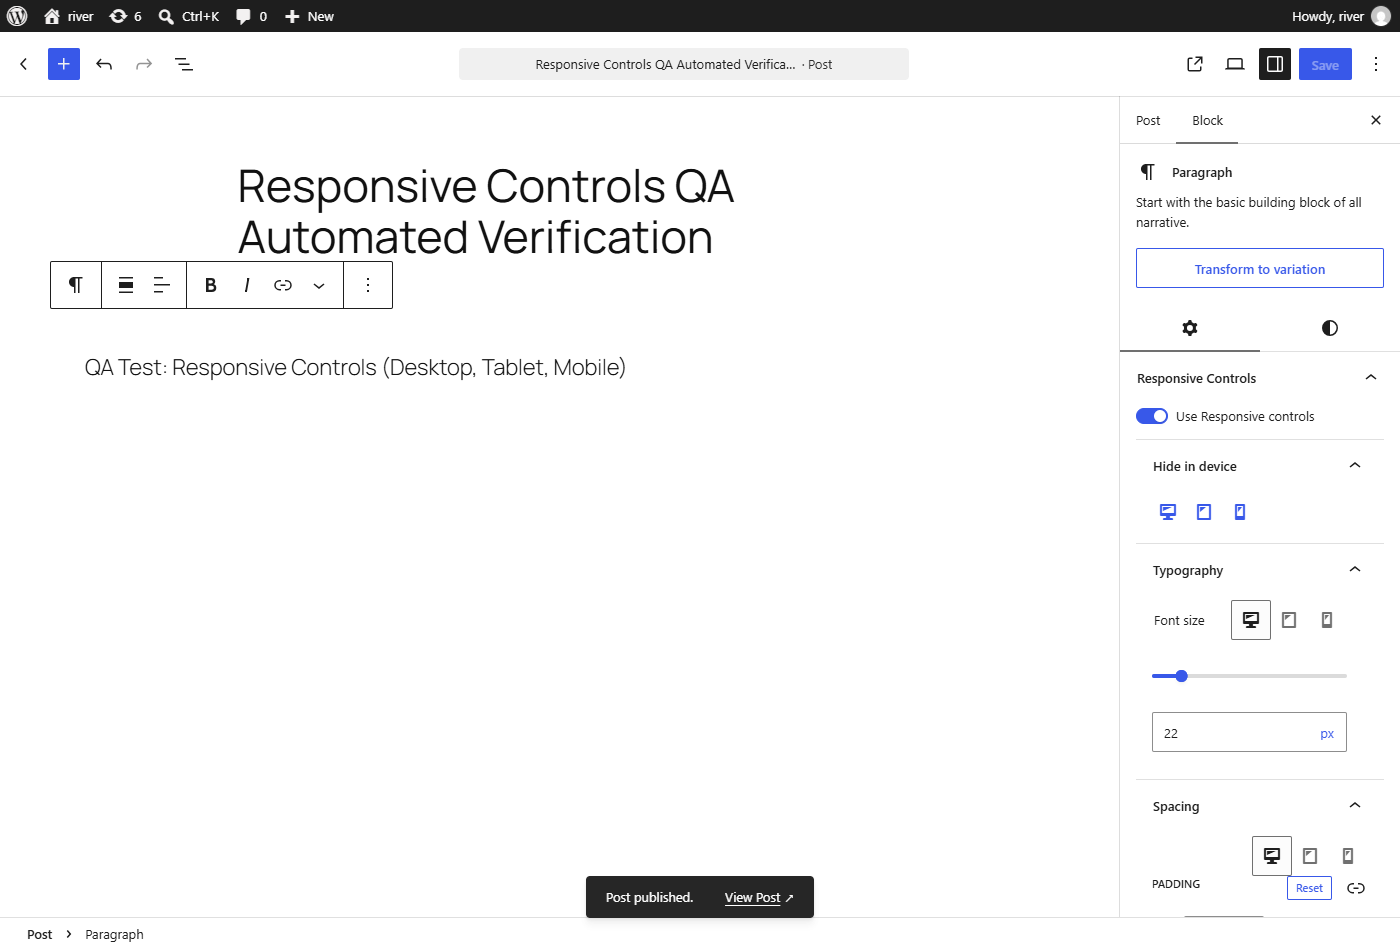 river 6 Ctrl+K 0 New Howdy, river
Responsive Controls QA Automated Verifica... · Post
Save
Post Block
Responsive Controls QA
Automated Verification
Paragraph
Start with the basic building block of all
narrative.
Transform to variation
B I
QA Test: Responsive Controls (Desktop, Tablet, Mobile)
Responsive Controls
Use Responsive controls
Hide in device
Typography
Font size
22 px
Spacing
PADDING Reset
Post published. View Post ↗
Post › Paragraph